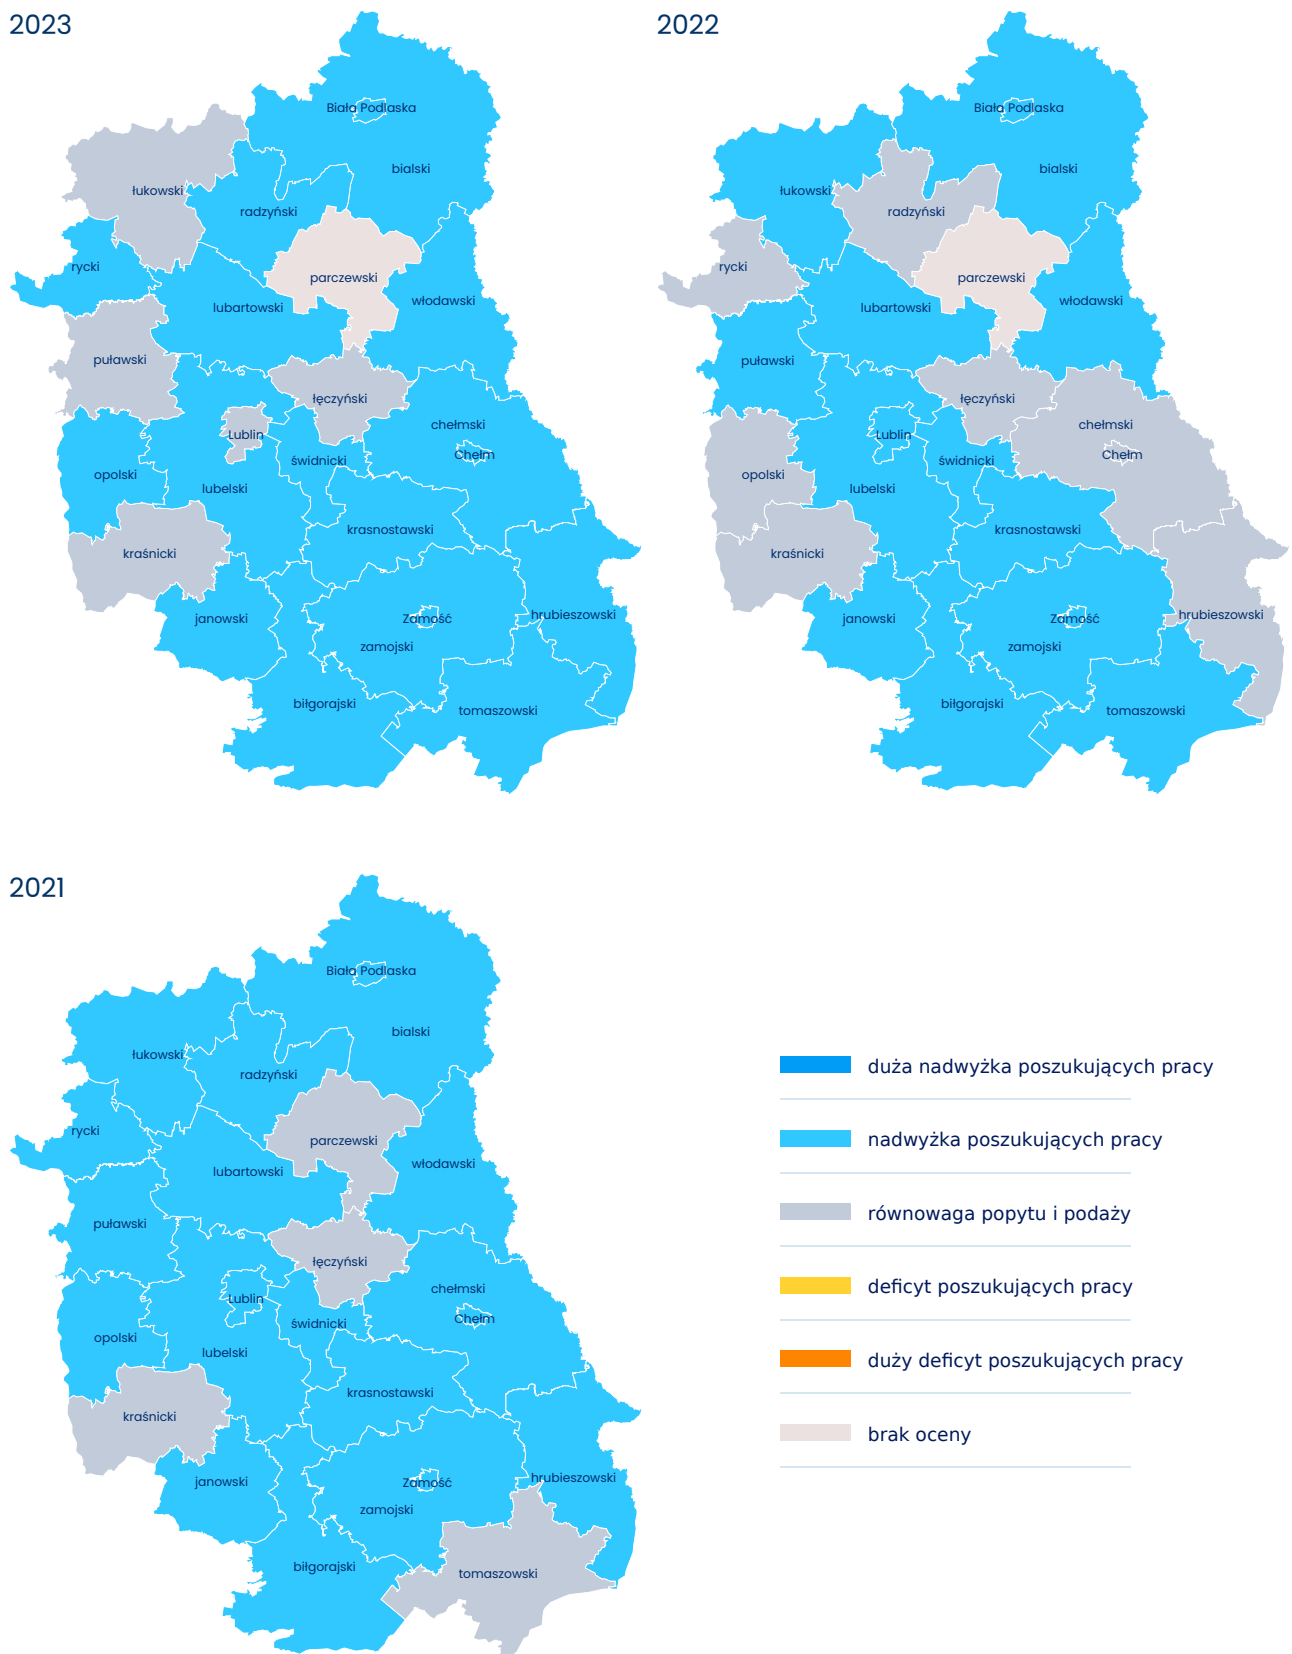 2023
Biała Podlaska
bialski
łukowski
radzyński
rycki
parczewski
włodawski
lubartowski
puławski
łęczyński
chełmski
Lublin
Chełm
świdnicki
opolski
lubelski
krasnostawski
kraśnicki
hrubieszowski
janowski
Zamość
zamojski
biłgorajski
tomaszowski
2022
Biała Podlaska
bialski
łukowski
radzyński
rycki
parczewski
włodawski
lubartowski
puławski
łęczyński
chełmski
Lublin
Chełm
świdnicki
opolski
lubelski
krasnostawski
kraśnicki
hrubieszowski
janowski
Zamość
zamojski
biłgorajski
tomaszowski
2021
Biała Podlaska
bialski
łukowski
radzyński
rycki
parczewski
włodawski
lubartowski
puławski
łęczyński
chełmski
Lublin
Chełm
świdnicki
opolski
lubelski
krasnostawski
kraśnicki
hrubieszowski
janowski
Zamość
zamojski
biłgorajski
tomaszowski
duża nadwyżka poszukujących pracy
nadwyżka poszukujących pracy
równowaga popytu i podaży
deficyt poszukujących pracy
duży deficyt poszukujących pracy
brak oceny